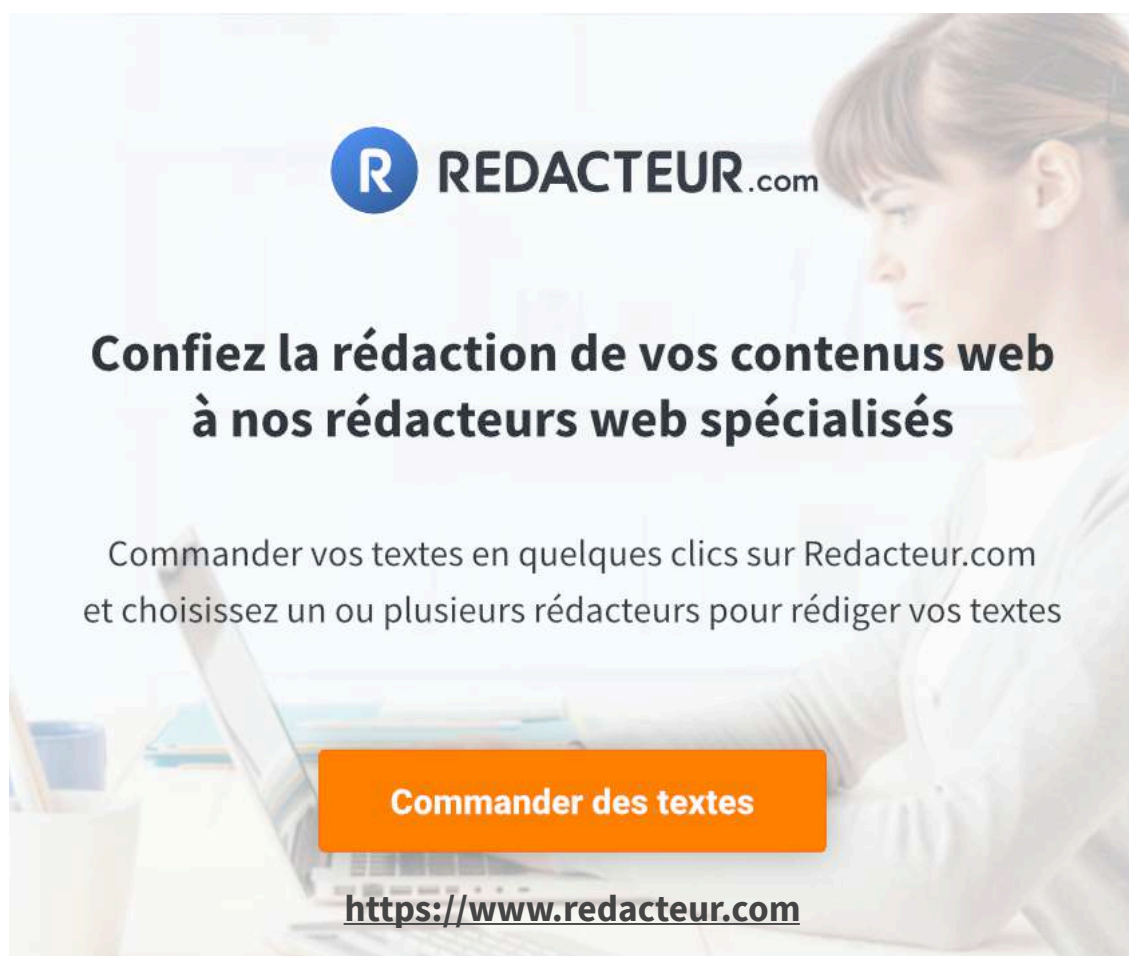 R REDACTEUR.com
Confiez la rédaction de vos contenus web
à nos rédacteurs web spécialisés
Commander vos textes en quelques clics sur Redacteur.com
et choisissez un ou plusieurs rédacteurs pour rédiger vos textes
Commander des textes
https://www.redacteur.com